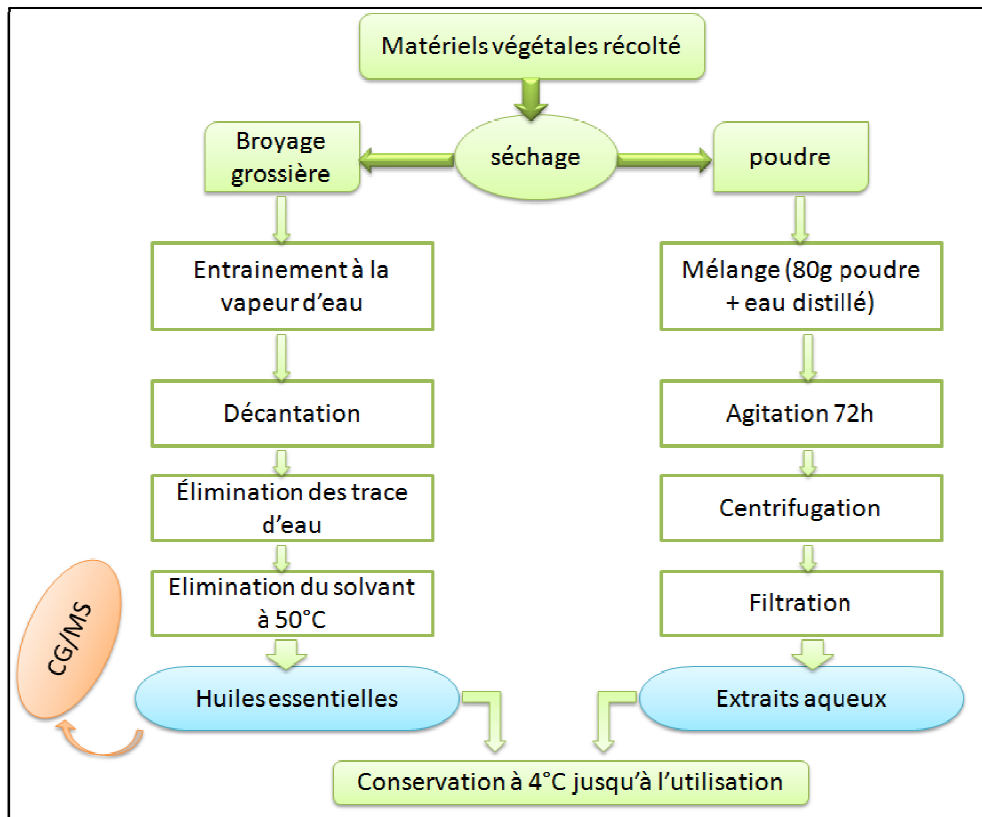 Matériels végétales récolté
Broyage
grossière
séchage
poudre
Entrainement à la
vapeur d'eau
Mélange (80g poudre
+ eau distillé)
Décantation
Agitation 72h
Élimination des trace
d'eau
Centrifugation
Elimination du solvant
à 50°C
Filtration
CG/MS
Huiles essentielles
Extraits aqueux
Conservation à 4°C jusqu'à l'utilisation